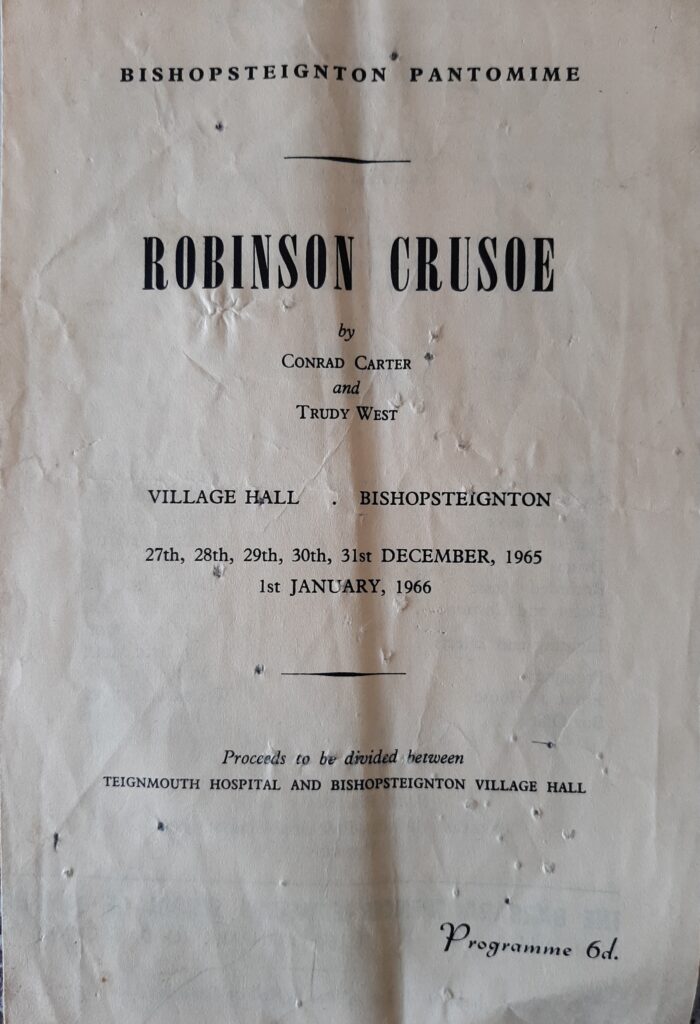 BISHOPSTEIGNTON PANTOMIME
ROBINSON CRUSOE
by
CONRAD CARTER
and
TRUDY WEST
VILLAGE HALL . BISHOPSTEIGNTON
27th, 28th, 29th, 30th, 31st DECEMBER, 1965
1st JANUARY, 1966
Proceeds to be divided between
TEIGNMOUTH HOSPITAL AND BISHOPSTEIGNTON VILLAGE HALL
Programme 6d.